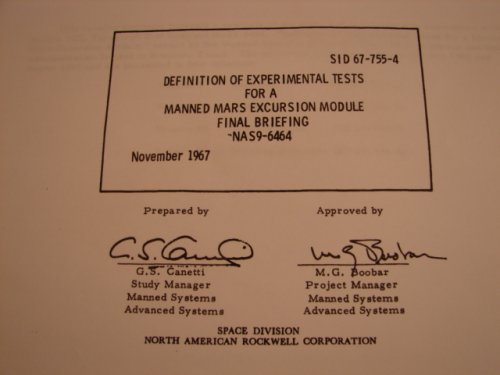 SID 67-755-4
DEFINITION OF EXPERIMENTAL TESTS
FOR A
MANNED MARS EXCURSION MODULE
FINAL BRIEFING
NAS9-6464
November 1967
Prepared by
Approved by
G.S. Canetti
M.G. Boobar
Study Manager
Project Manager
Manned Systems
Manned Systems
Advanced Systems
Advanced Systems
SPACE DIVISION
NORTH AMERICAN ROCKWELL CORPORATION